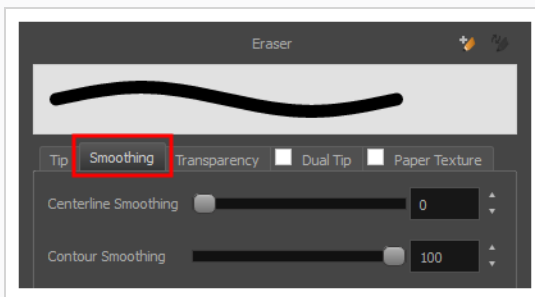 Eraser
Tip Smoothing Transparency Dual Tip Paper Texture
Centerline Smoothing 0
Contour Smoothing 100